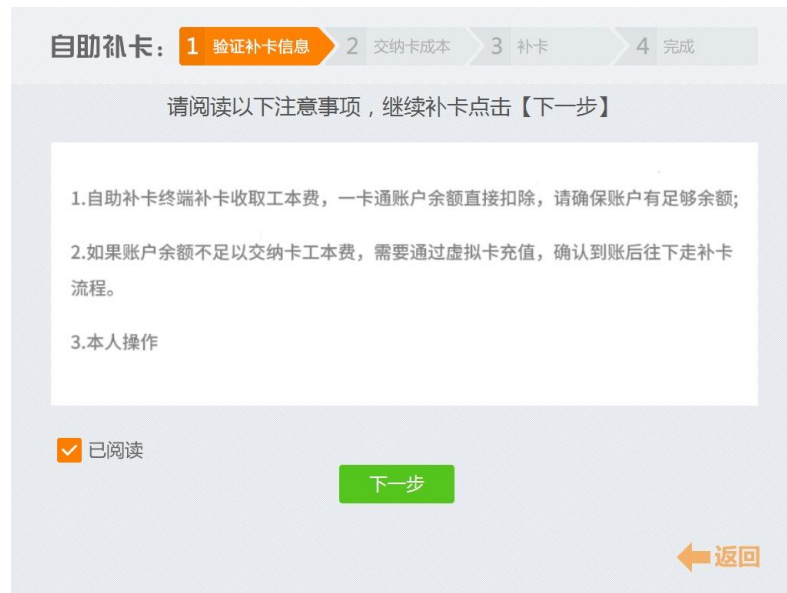 自助补卡：1 验证补卡信息 2 交纳卡成本 3 补卡 4 完成
请阅读以下注意事项，继续补卡点击【下一步】
1.自助补卡终端补卡收取工本费，一卡通账户余额直接扣除，请确保账户有足够余额;
2.如果账户余额不足以交纳卡工本费，需要通过虚拟卡充值，确认到账后往下走补卡
流程。
3.本人操作
已阅读
下一步
返回